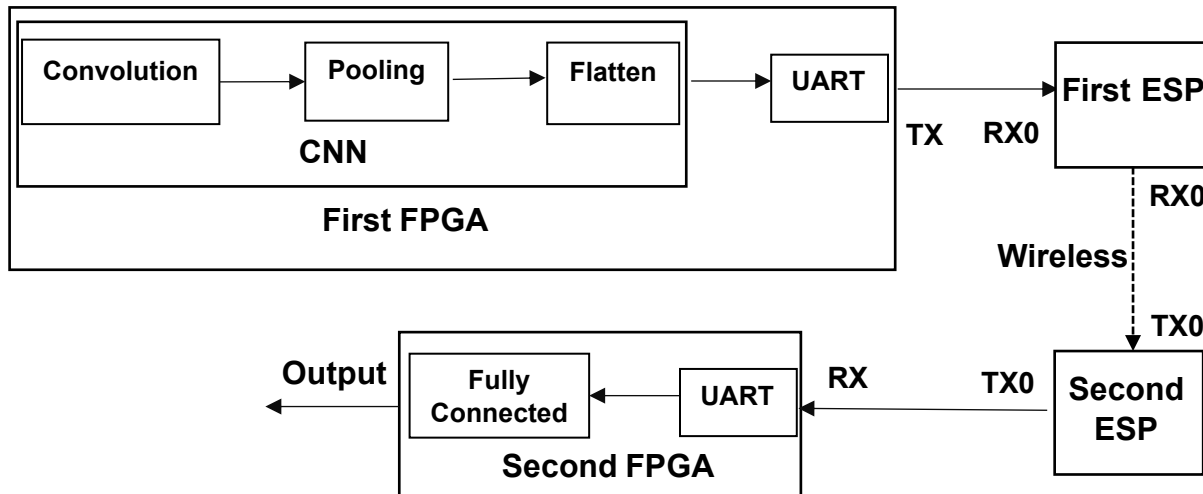 Convolution
Pooling
Flatten
UART
First ESP
TX
RX0
CNN
First FPGA
RX0
Wireless
TX0
Output
Fully
Connected
UART
RX
TX0
Second
ESP
Second FPGA